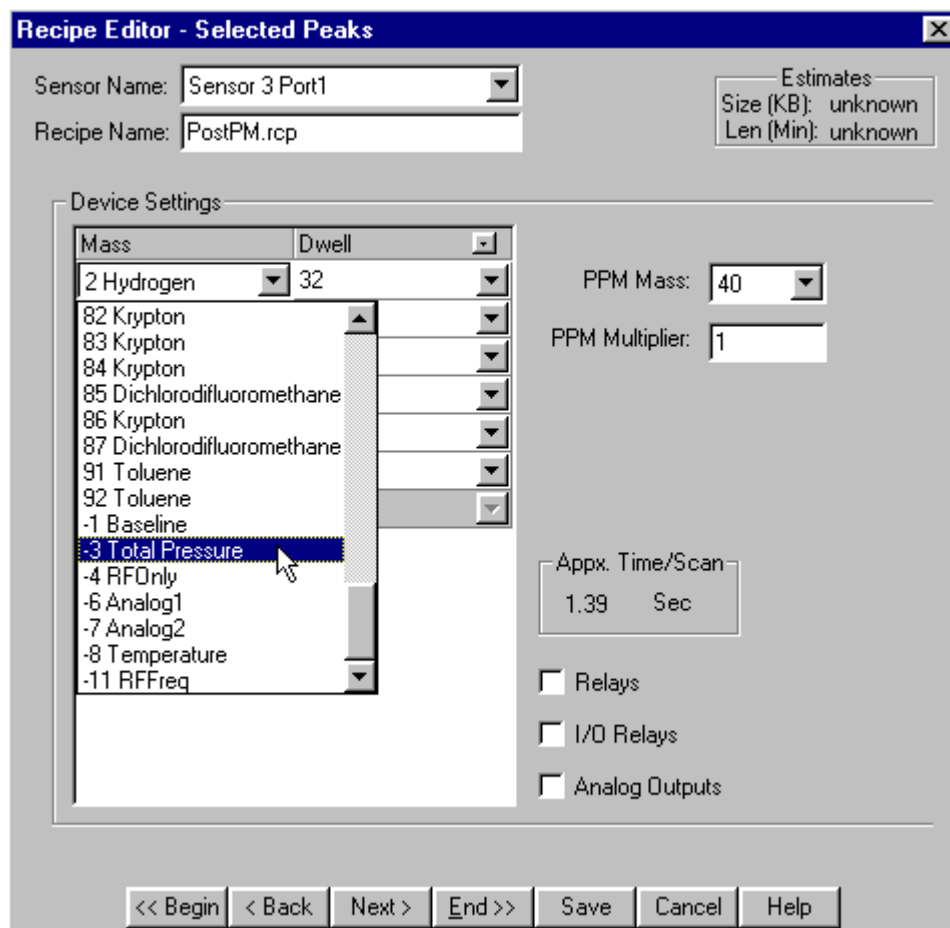 Recipe Editor - Selected Peaks
Sensor Name: Sensor 3 Port1
Recipe Name: PostPM.rcp
Estimates
Size (KB): unknown
Len (Min): unknown
Device Settings
Mass Dwell
2 Hydrogen 32
82 Krypton
83 Krypton
84 Krypton
85 Dichlorodifluoromethane
86 Krypton
87 Dichlorodifluoromethane
91 Toluene
92 Toluene
-1 Baseline
-3 Total Pressure
-4 RFOnly
-6 Analog1
-7 Analog2
-8 Temperature
-11 RFFreq
PPM Mass: 40
PPM Multiplier: 1
Appx. Time/Scan
1.39 Sec
Relays
I/O Relays
Analog Outputs
<< Begin < Back Next > End >> Save Cancel Help